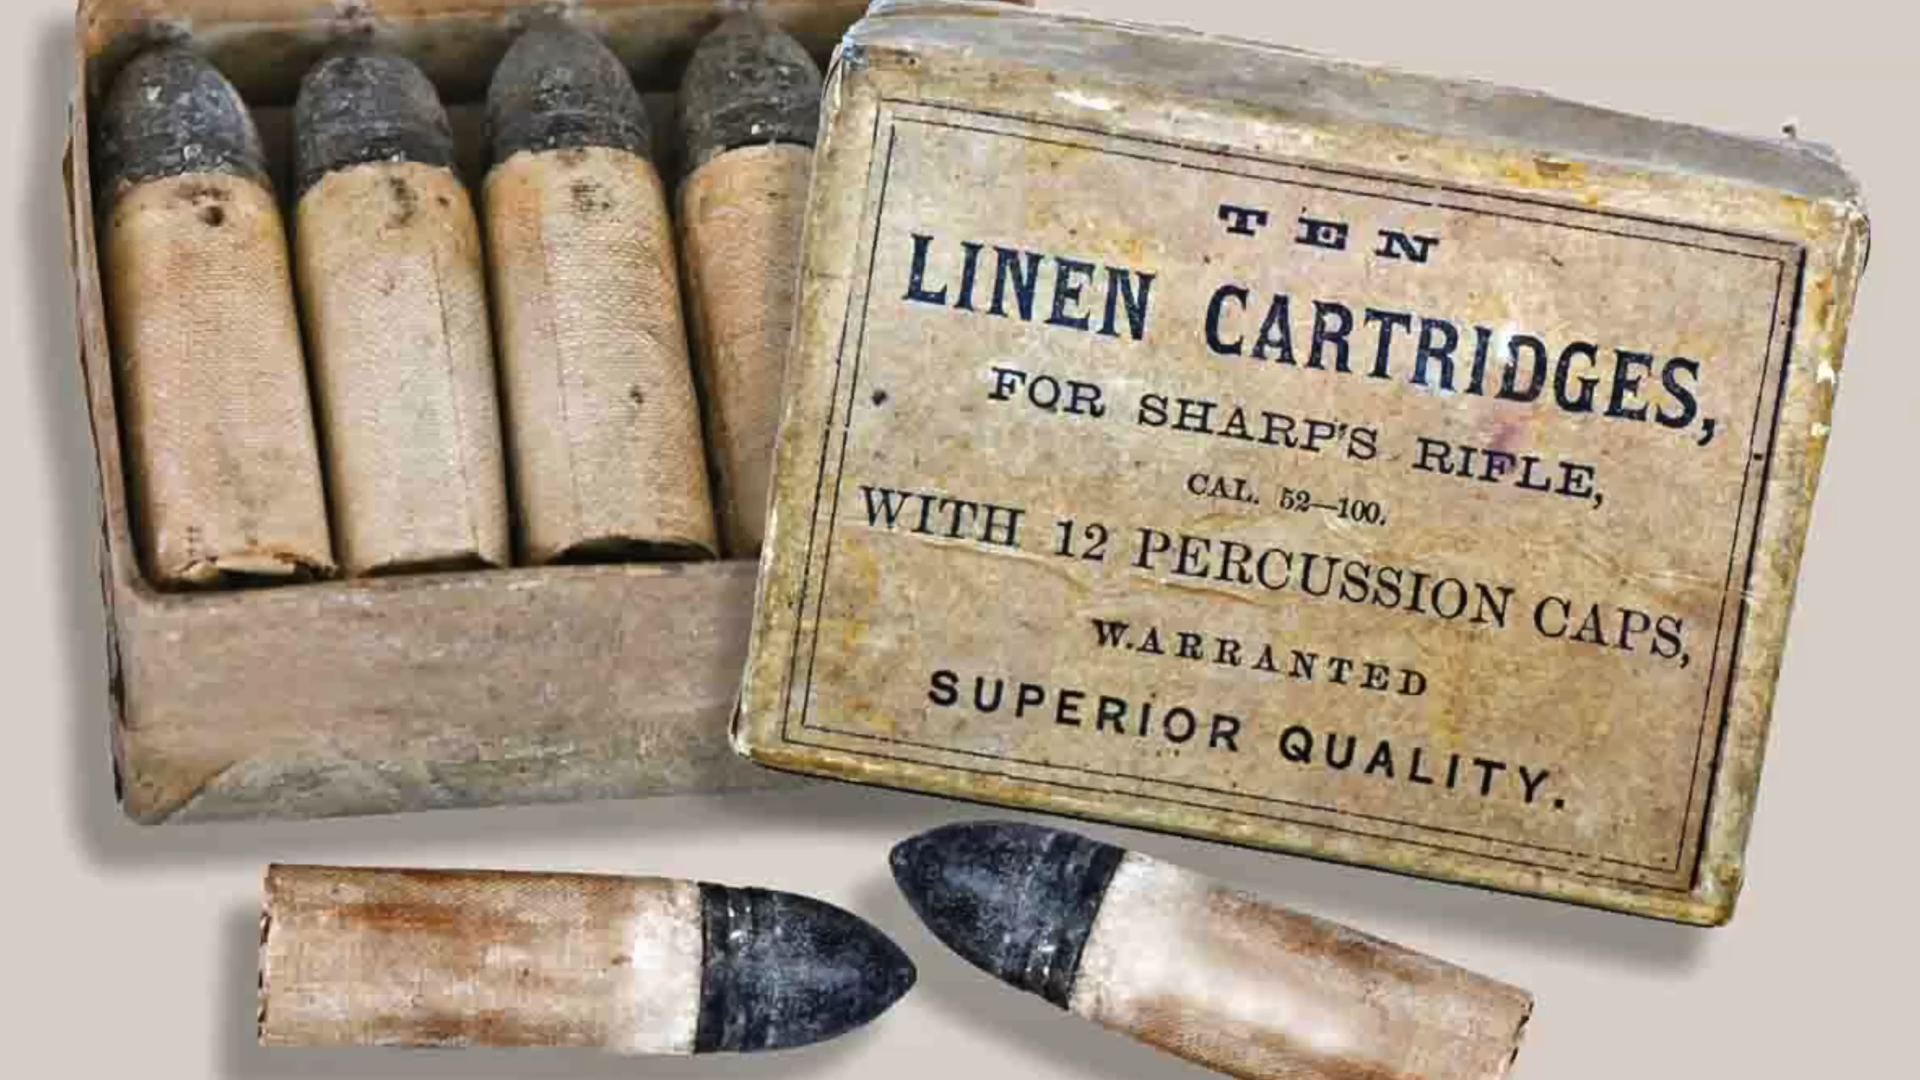 TEN
LINEN CARTRIDGES,
FOR SHARP'S RIFLE,
CAL. 52—100.
WITH 12 PERCUSSION CAPS,
W.ARRANTED
SUPERIOR QUALITY.